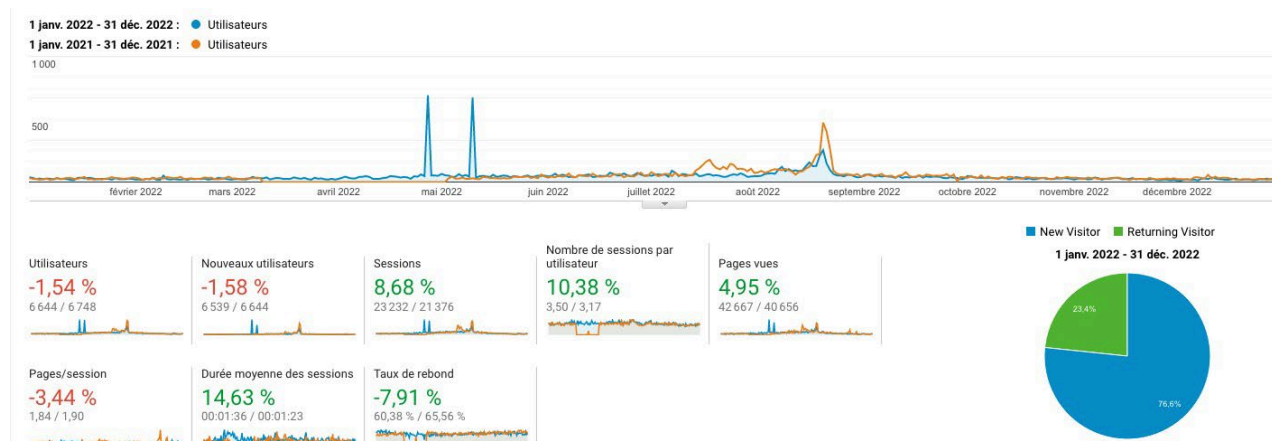 1 janv. 2022 - 31 déc. 2022 : Utilisateurs
1 janv. 2021 - 31 déc. 2021 : Utilisateurs
1 000
500
février 2022 mars 2022 avril 2022 mai 2022 juin 2022 juillet 2022 août 2022 septembre 2022 octobre 2022 novembre 2022 décembre 2022
New Visitor Returning Visitor
1 janv. 2022 - 31 déc. 2022
Utilisateurs
-1,54 %
6 644 / 6 748
Nouveaux utilisateurs
-1,58 %
6 539 / 6 644
Sessions
8,68 %
23 232 / 21 376
Nombre de sessions par
utilisateur
10,38 %
3,50 / 3,17
Pages vues
4,95 %
42 667 / 40 656
23,4%
76,6%
Pages/session
-3,44 %
1,84 / 1,90
Durée moyenne des sessions
14,63 %
00:01:36 / 00:01:23
Taux de rebond
-7,91 %
60,38 % / 65,56 %